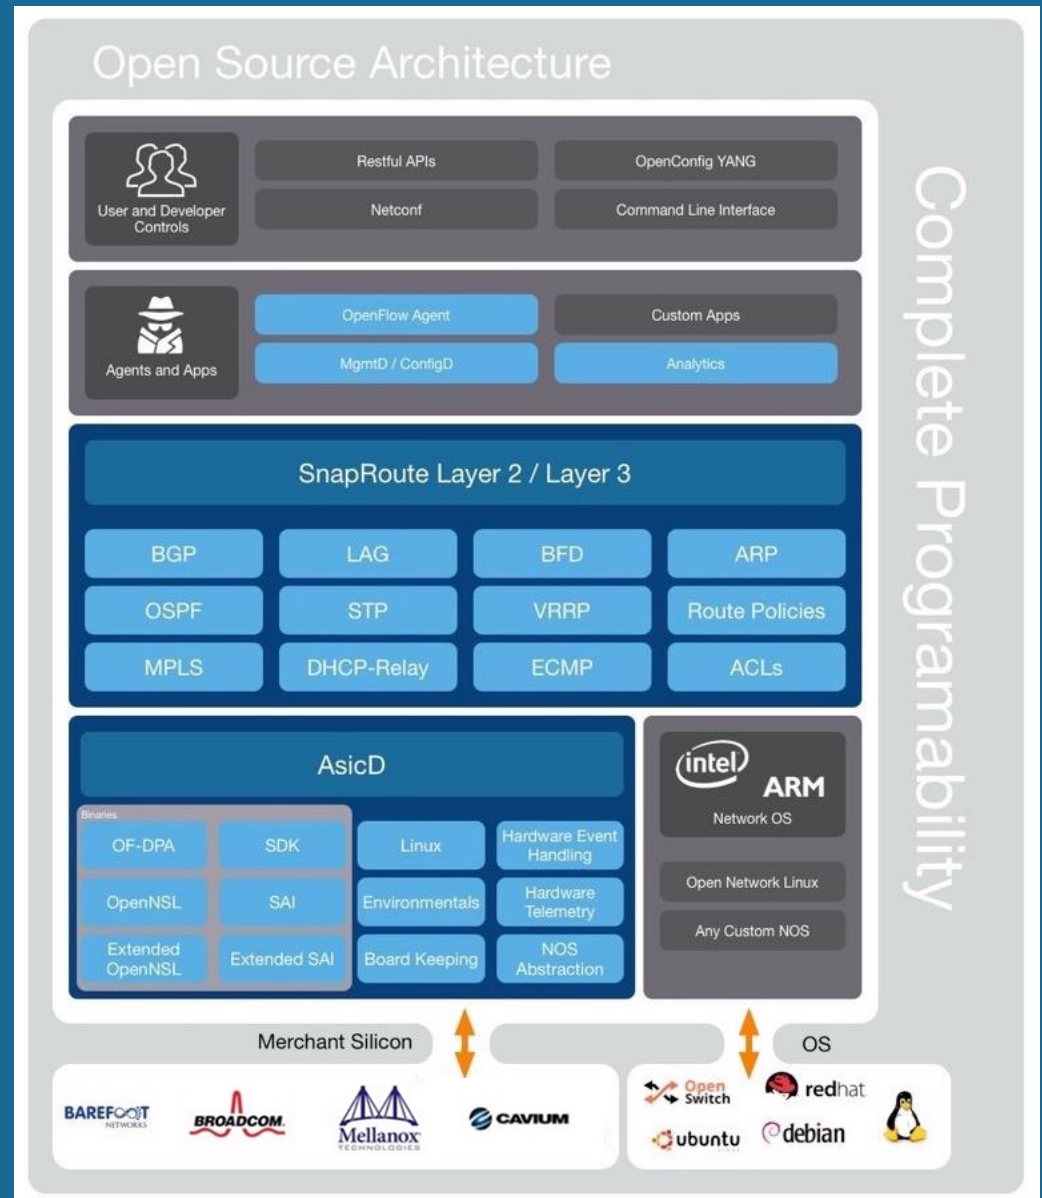 Open Source Architecture
Complete Programability
User and Developer
Controls
Restful APIs
OpenConfig YANG
Netconf
Command Line Interface
Agents and Apps
OpenFlow Agent
Custom Apps
MgmtD / ConfigD
Analytics
SnapRoute Layer 2 / Layer 3
BGP
LAG
BFD
ARP
OSPF
STP
VRRP
Route Policies
MPLS
DHCP-Relay
ECMP
ACLs
AsicD
Binaries
OF-DPA
SDK
Linux
Hardware Event
Handling
OpenNSL
SAI
Environmentals
Hardware
Telemetry
Extended
OpenNSL
Extended SAI
Board Keeping
NOS
Abstraction
intel
ARM
Network OS
Open Network Linux
Any Custom NOS
Merchant Silicon
OS
BAREFOOT
NETWORKS
BROADCOM.
Mellanox
TECHNOLOGIES
CAVIUM
Open
Switch
redhat
ubuntu
debian